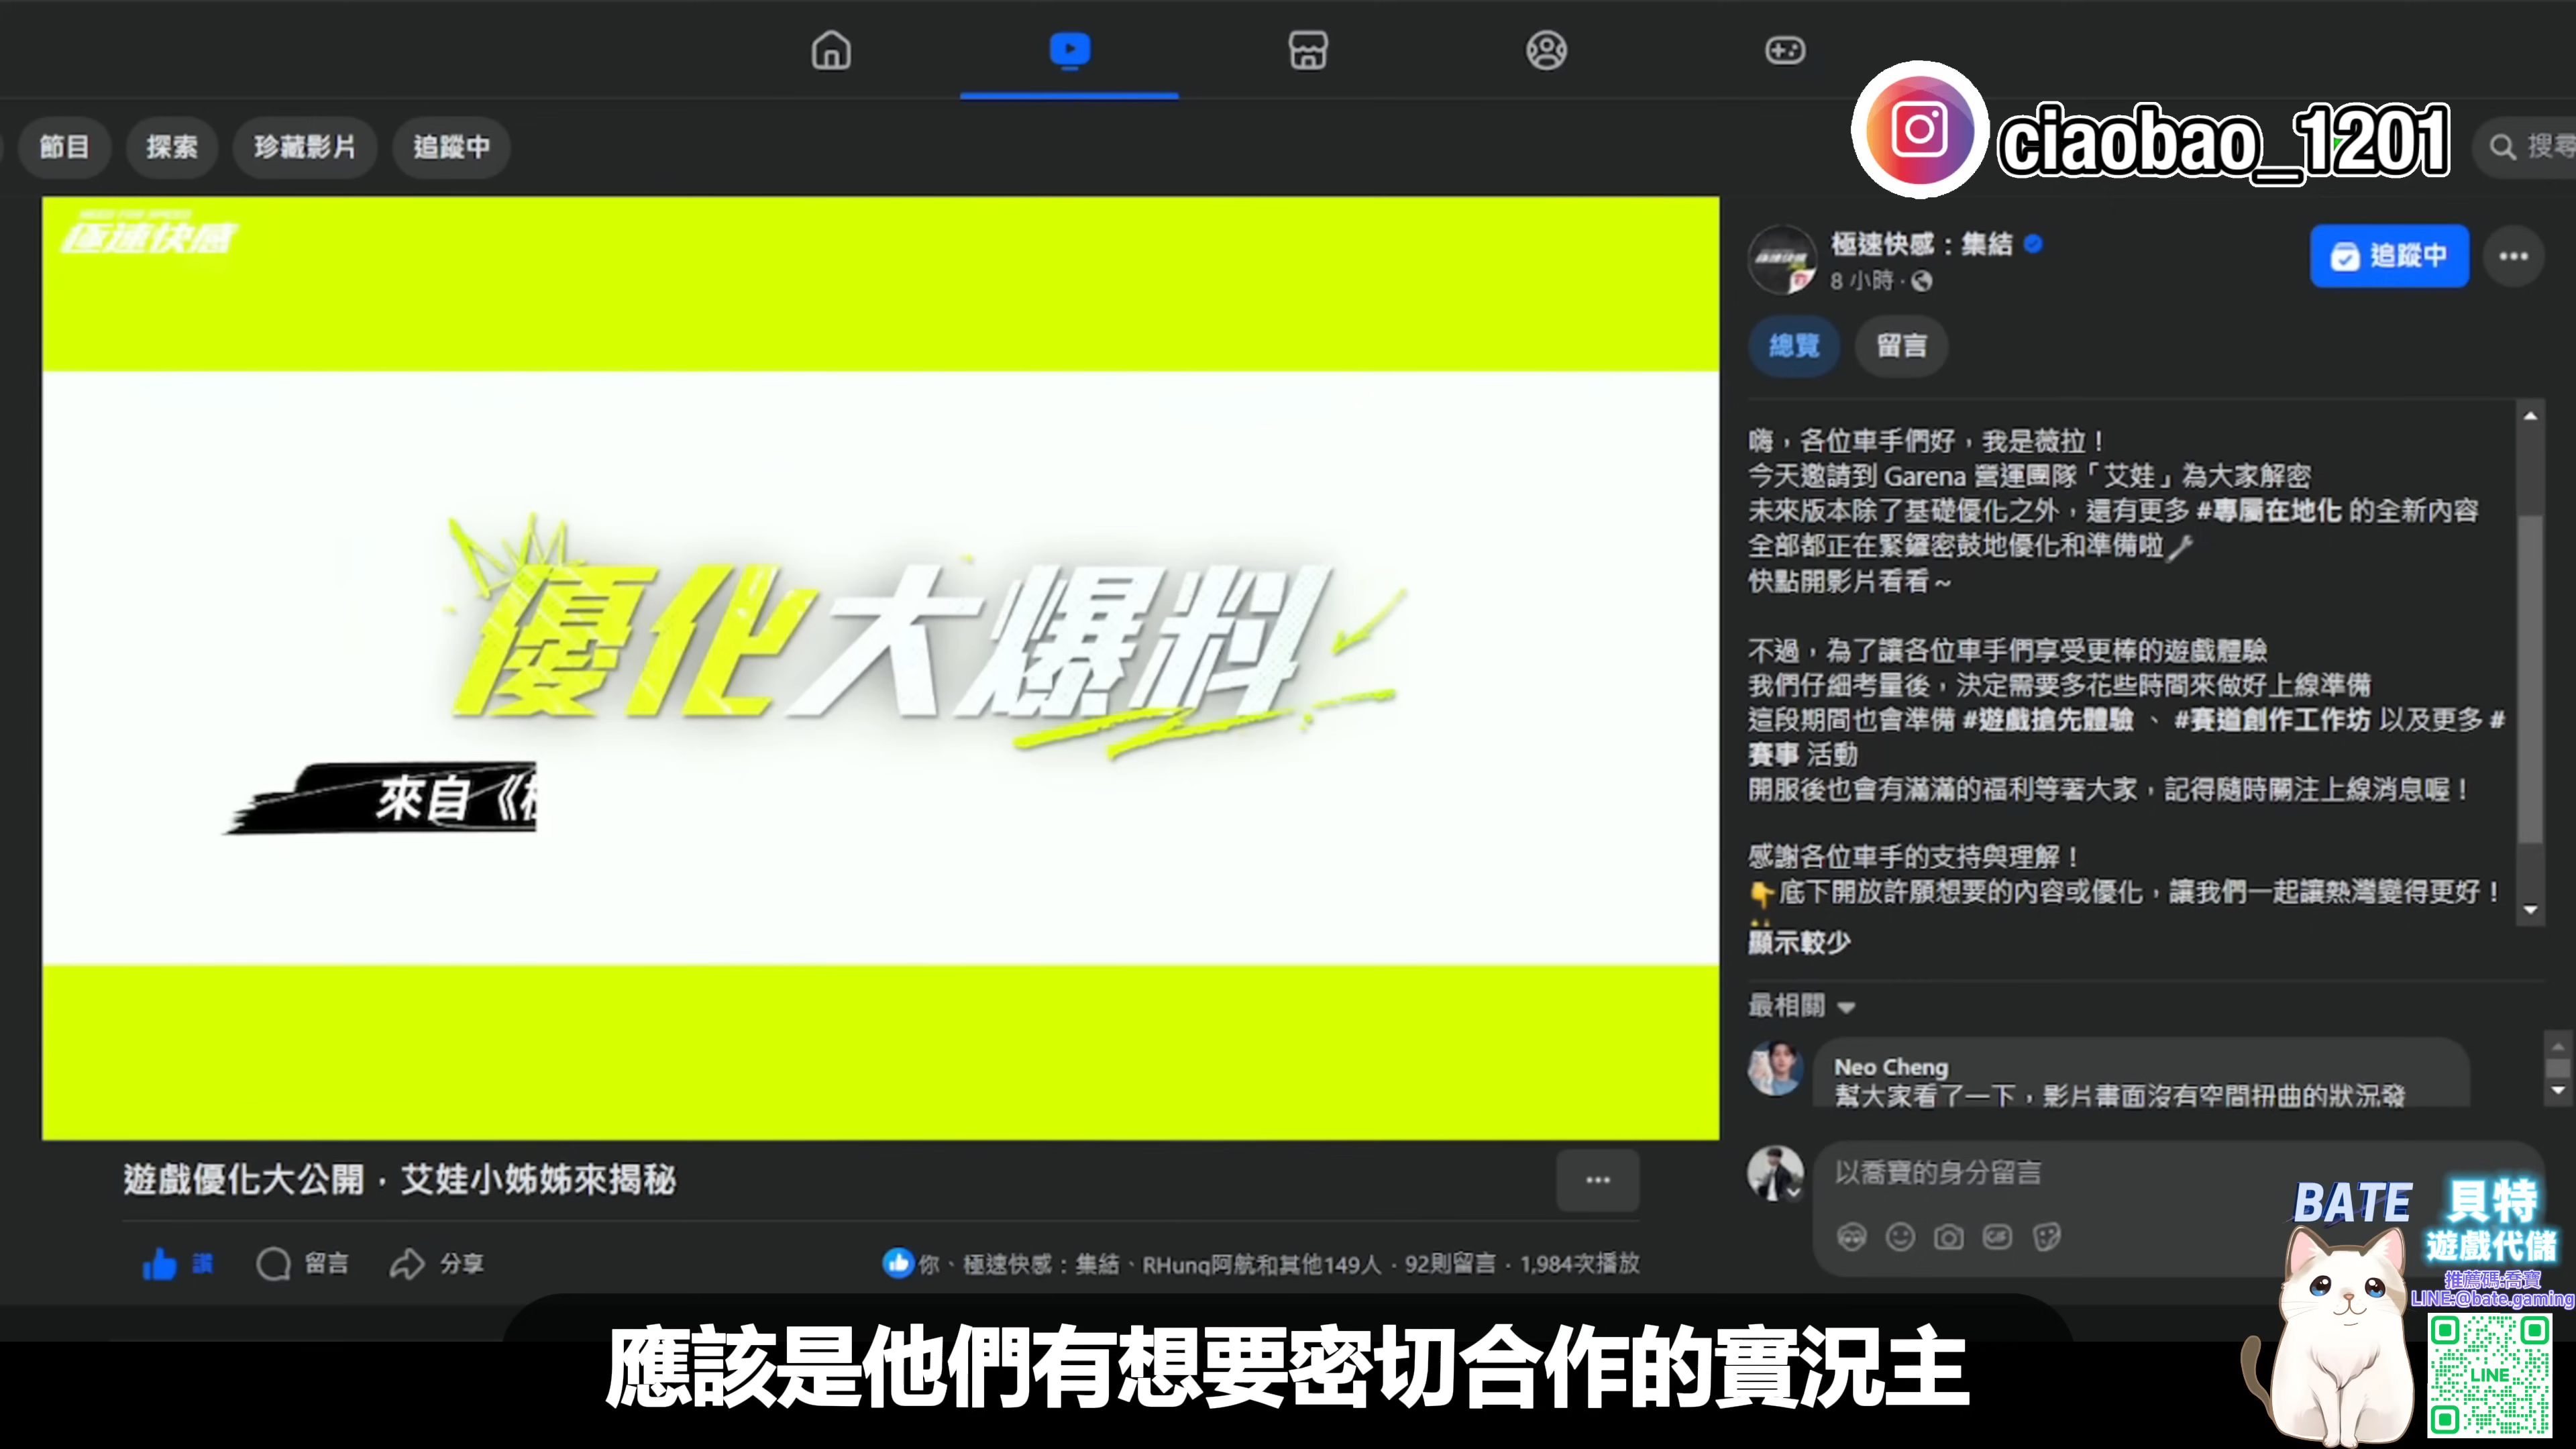 ciaobao_1201
節目
探索
珍藏影片
追蹤中
搜尋
NEED FOR SPEED
極速快感
優化大爆料
來自《
極速快感：集結
8 小時
追蹤中
總覽
留言
嗨，各位車手們好，我是薇拉！
今天邀請到 Garena 營運團隊「艾娃」為大家解密
未來版本除了基礎優化之外，還有更多 #專屬在地化 的全新內容
全部都正在緊鑼密鼓地優化和準備啦🔧
快點開影片看看～
不過，為了讓各位車手們享受更棒的遊戲體驗
我們仔細考量後，決定需要多花些時間來做好上線準備
這段期間也會準備 #遊戲搶先體驗 、 #賽道創作工作坊 以及更多 #
賽事 活動
開服後也會有滿滿的福利等著大家，記得隨時關注上線消息喔！
感謝各位車手的支持與理解！
👇底下開放許願想要的內容或優化，讓我們一起讓熱灣變得更好！
顯示較少
最相關
Neo Cheng
幫大家看了一下，影片畫面沒有空間扭曲的狀況發
以喬寶的身分留言
遊戲優化大公開．艾娃小姊姊來揭秘
讚
留言
分享
你、極速快感：集結、RHung阿航和其他149人 · 92則留言 · 1,984次播放
應該是他們有想要密切合作的實況主
BATE
貝特
遊戲代儲
推薦碼:喬寶
LINE:@bate.gaming
LINE